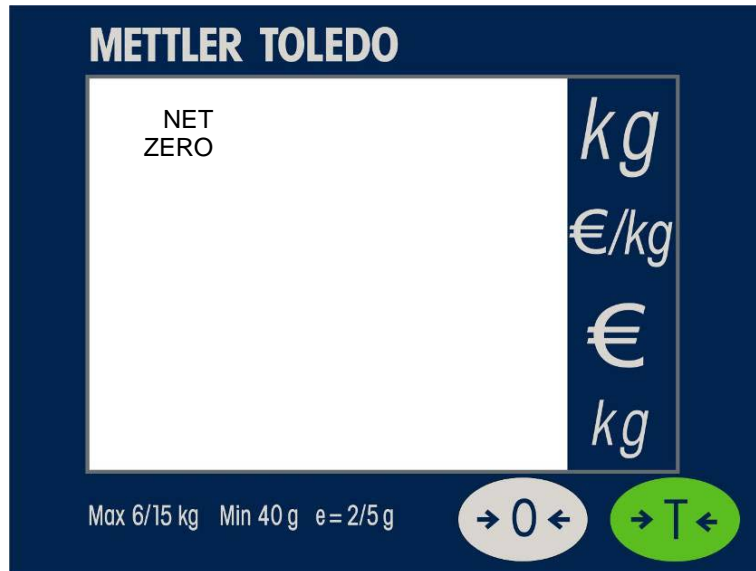 METTLER TOLEDO
NET
ZERO
kg
€/kg
€
kg
Max 6/15 kg Min 40 g e = 2/5 g
→0←
→T←